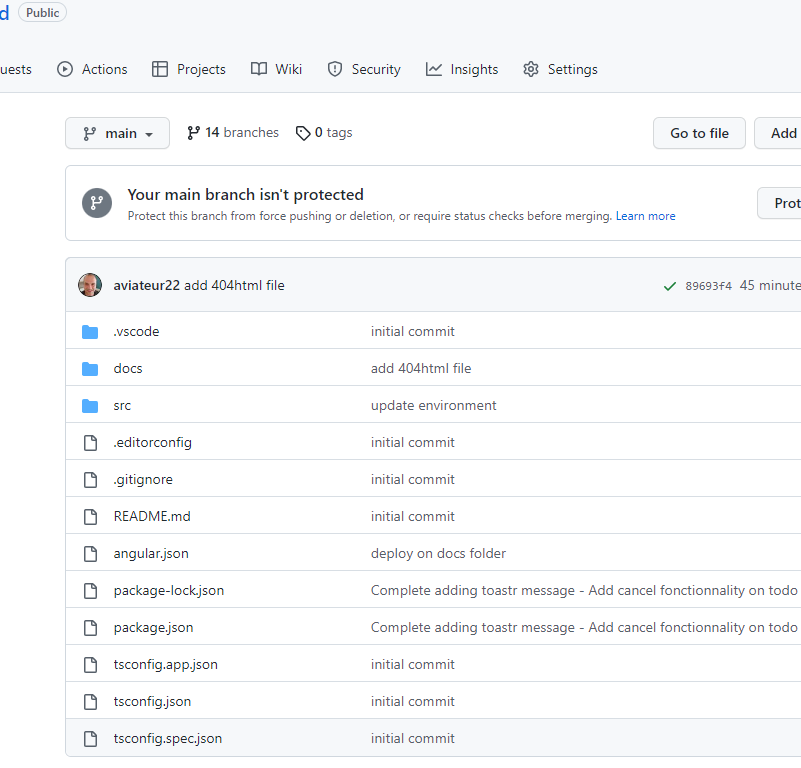 d Public
uests Actions Projects Wiki Security Insights Settings
main 14 branches 0 tags Go to file Add
Your main branch isn't protected
Protect this branch from force pushing or deletion, or require status checks before merging. Learn more
Prot
aviateur22 add 404html file 89693f4 45 minute
.vscode initial commit
docs add 404html file
src update environment
.editorconfig initial commit
.gitignore initial commit
README.md initial commit
angular.json deploy on docs folder
package-lock.json Complete adding toastr message - Add cancel fonctionnality on todo
package.json Complete adding toastr message - Add cancel fonctionnality on todo
tsconfig.app.json initial commit
tsconfig.json initial commit
tsconfig.spec.json initial commit